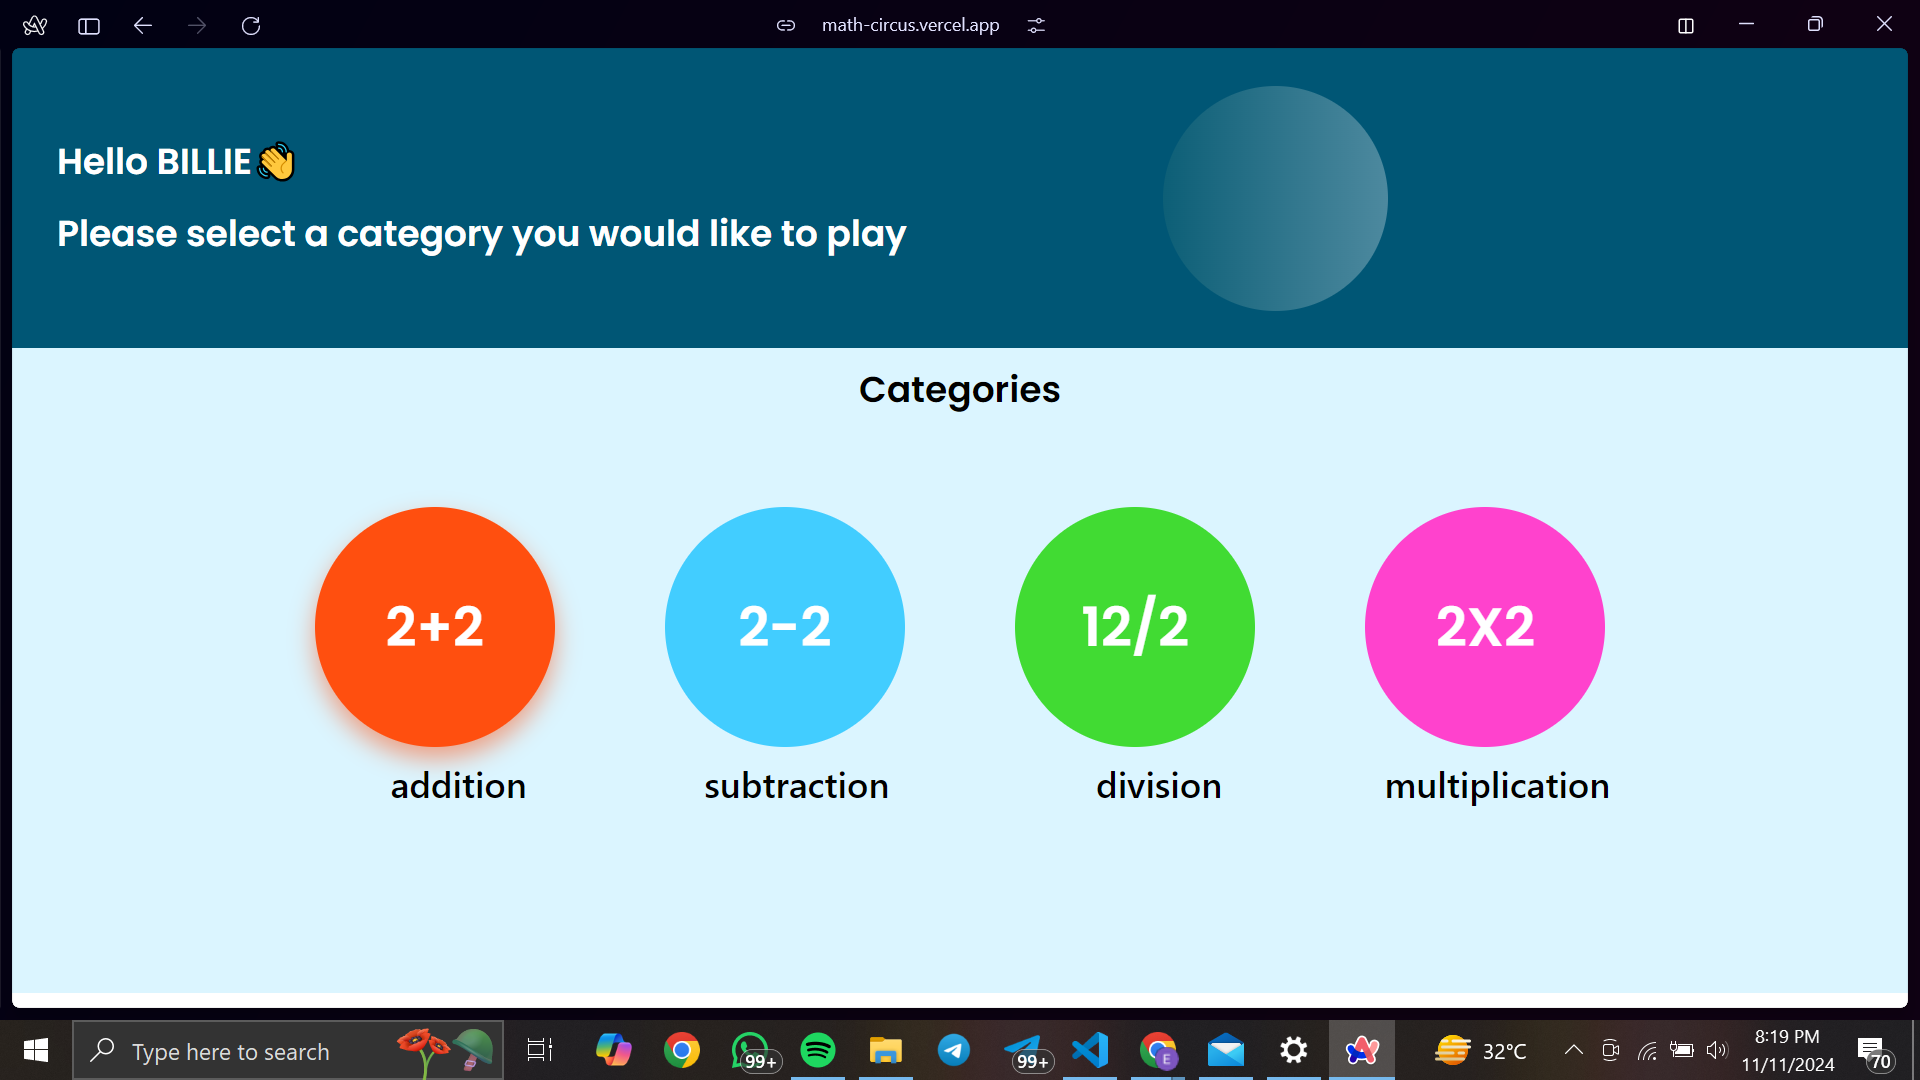 math-circus.vercel.app
Hello BILLIE 👋
Please select a category you would like to play
Categories
2+2
2-2
12/2
2X2
addition
subtraction
division
multiplication
Type here to search
99+
99+
E
32°C
8:19 PM
11/11/2024
70